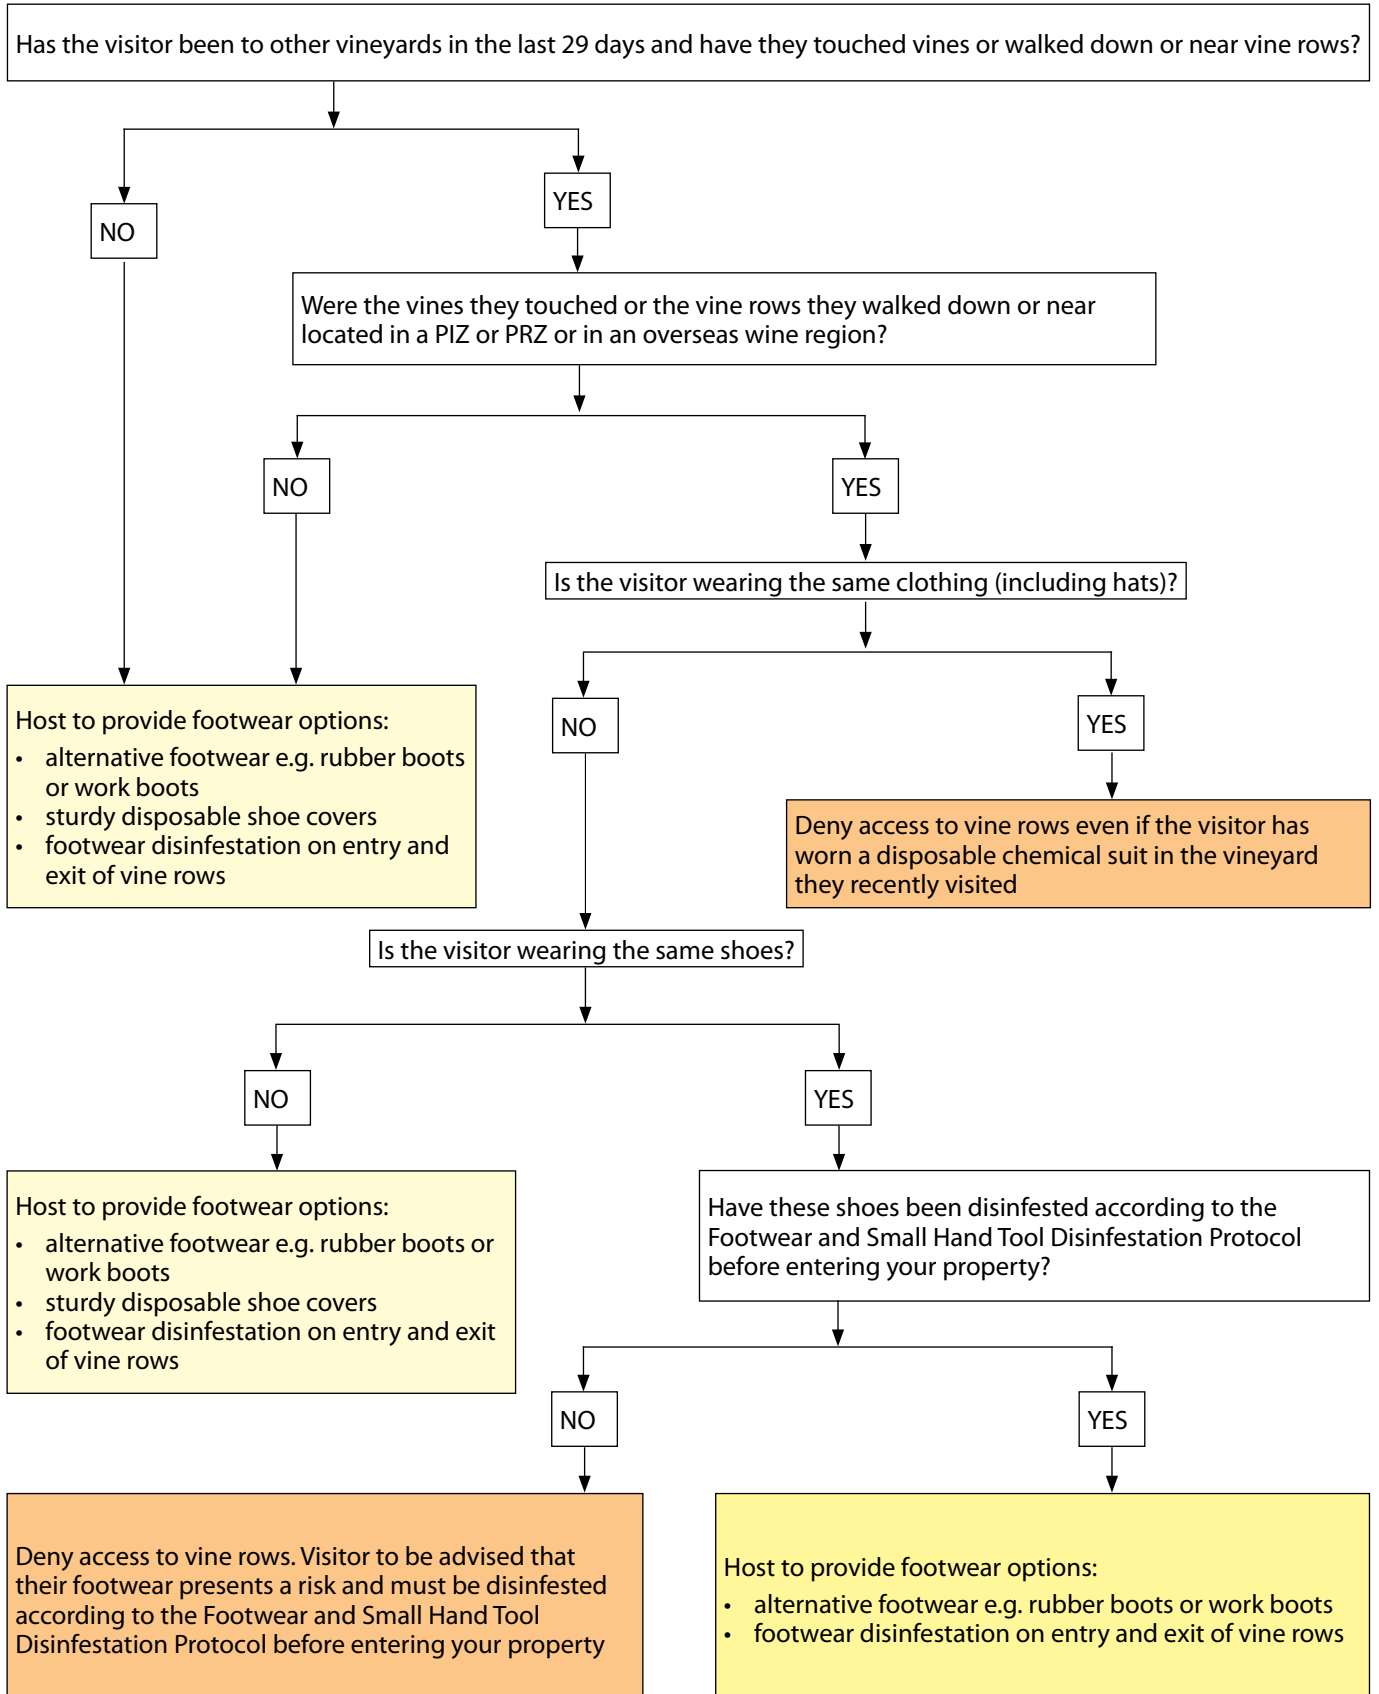 Has the visitor been to other vineyards in the last 29 days and have they touched vines or walked down or near vine rows?
NO
YES
Were the vines they touched or the vine rows they walked down or near
located in a PIZ or PRZ or in an overseas wine region?
NO
YES
Is the visitor wearing the same clothing (including hats)?
Host to provide footwear options:
• alternative footwear e.g. rubber boots
or work boots
• sturdy disposable shoe covers
• footwear disinfestation on entry and
exit of vine rows
NO
YES
Deny access to vine rows even if the visitor has
worn a disposable chemical suit in the vineyard
they recently visited
Is the visitor wearing the same shoes?
NO
YES
Host to provide footwear options:
• alternative footwear e.g. rubber boots or
work boots
• sturdy disposable shoe covers
• footwear disinfestation on entry and exit
of vine rows
Have these shoes been disinfested according to the
Footwear and Small Hand Tool Disinfestation Protocol
before entering your property?
NO
YES
Deny access to vine rows. Visitor to be advised that
their footwear presents a risk and must be disinfested
according to the Footwear and Small Hand Tool
Disinfestation Protocol before entering your property
Host to provide footwear options:
• alternative footwear e.g. rubber boots or work boots
• footwear disinfestation on entry and exit of vine rows